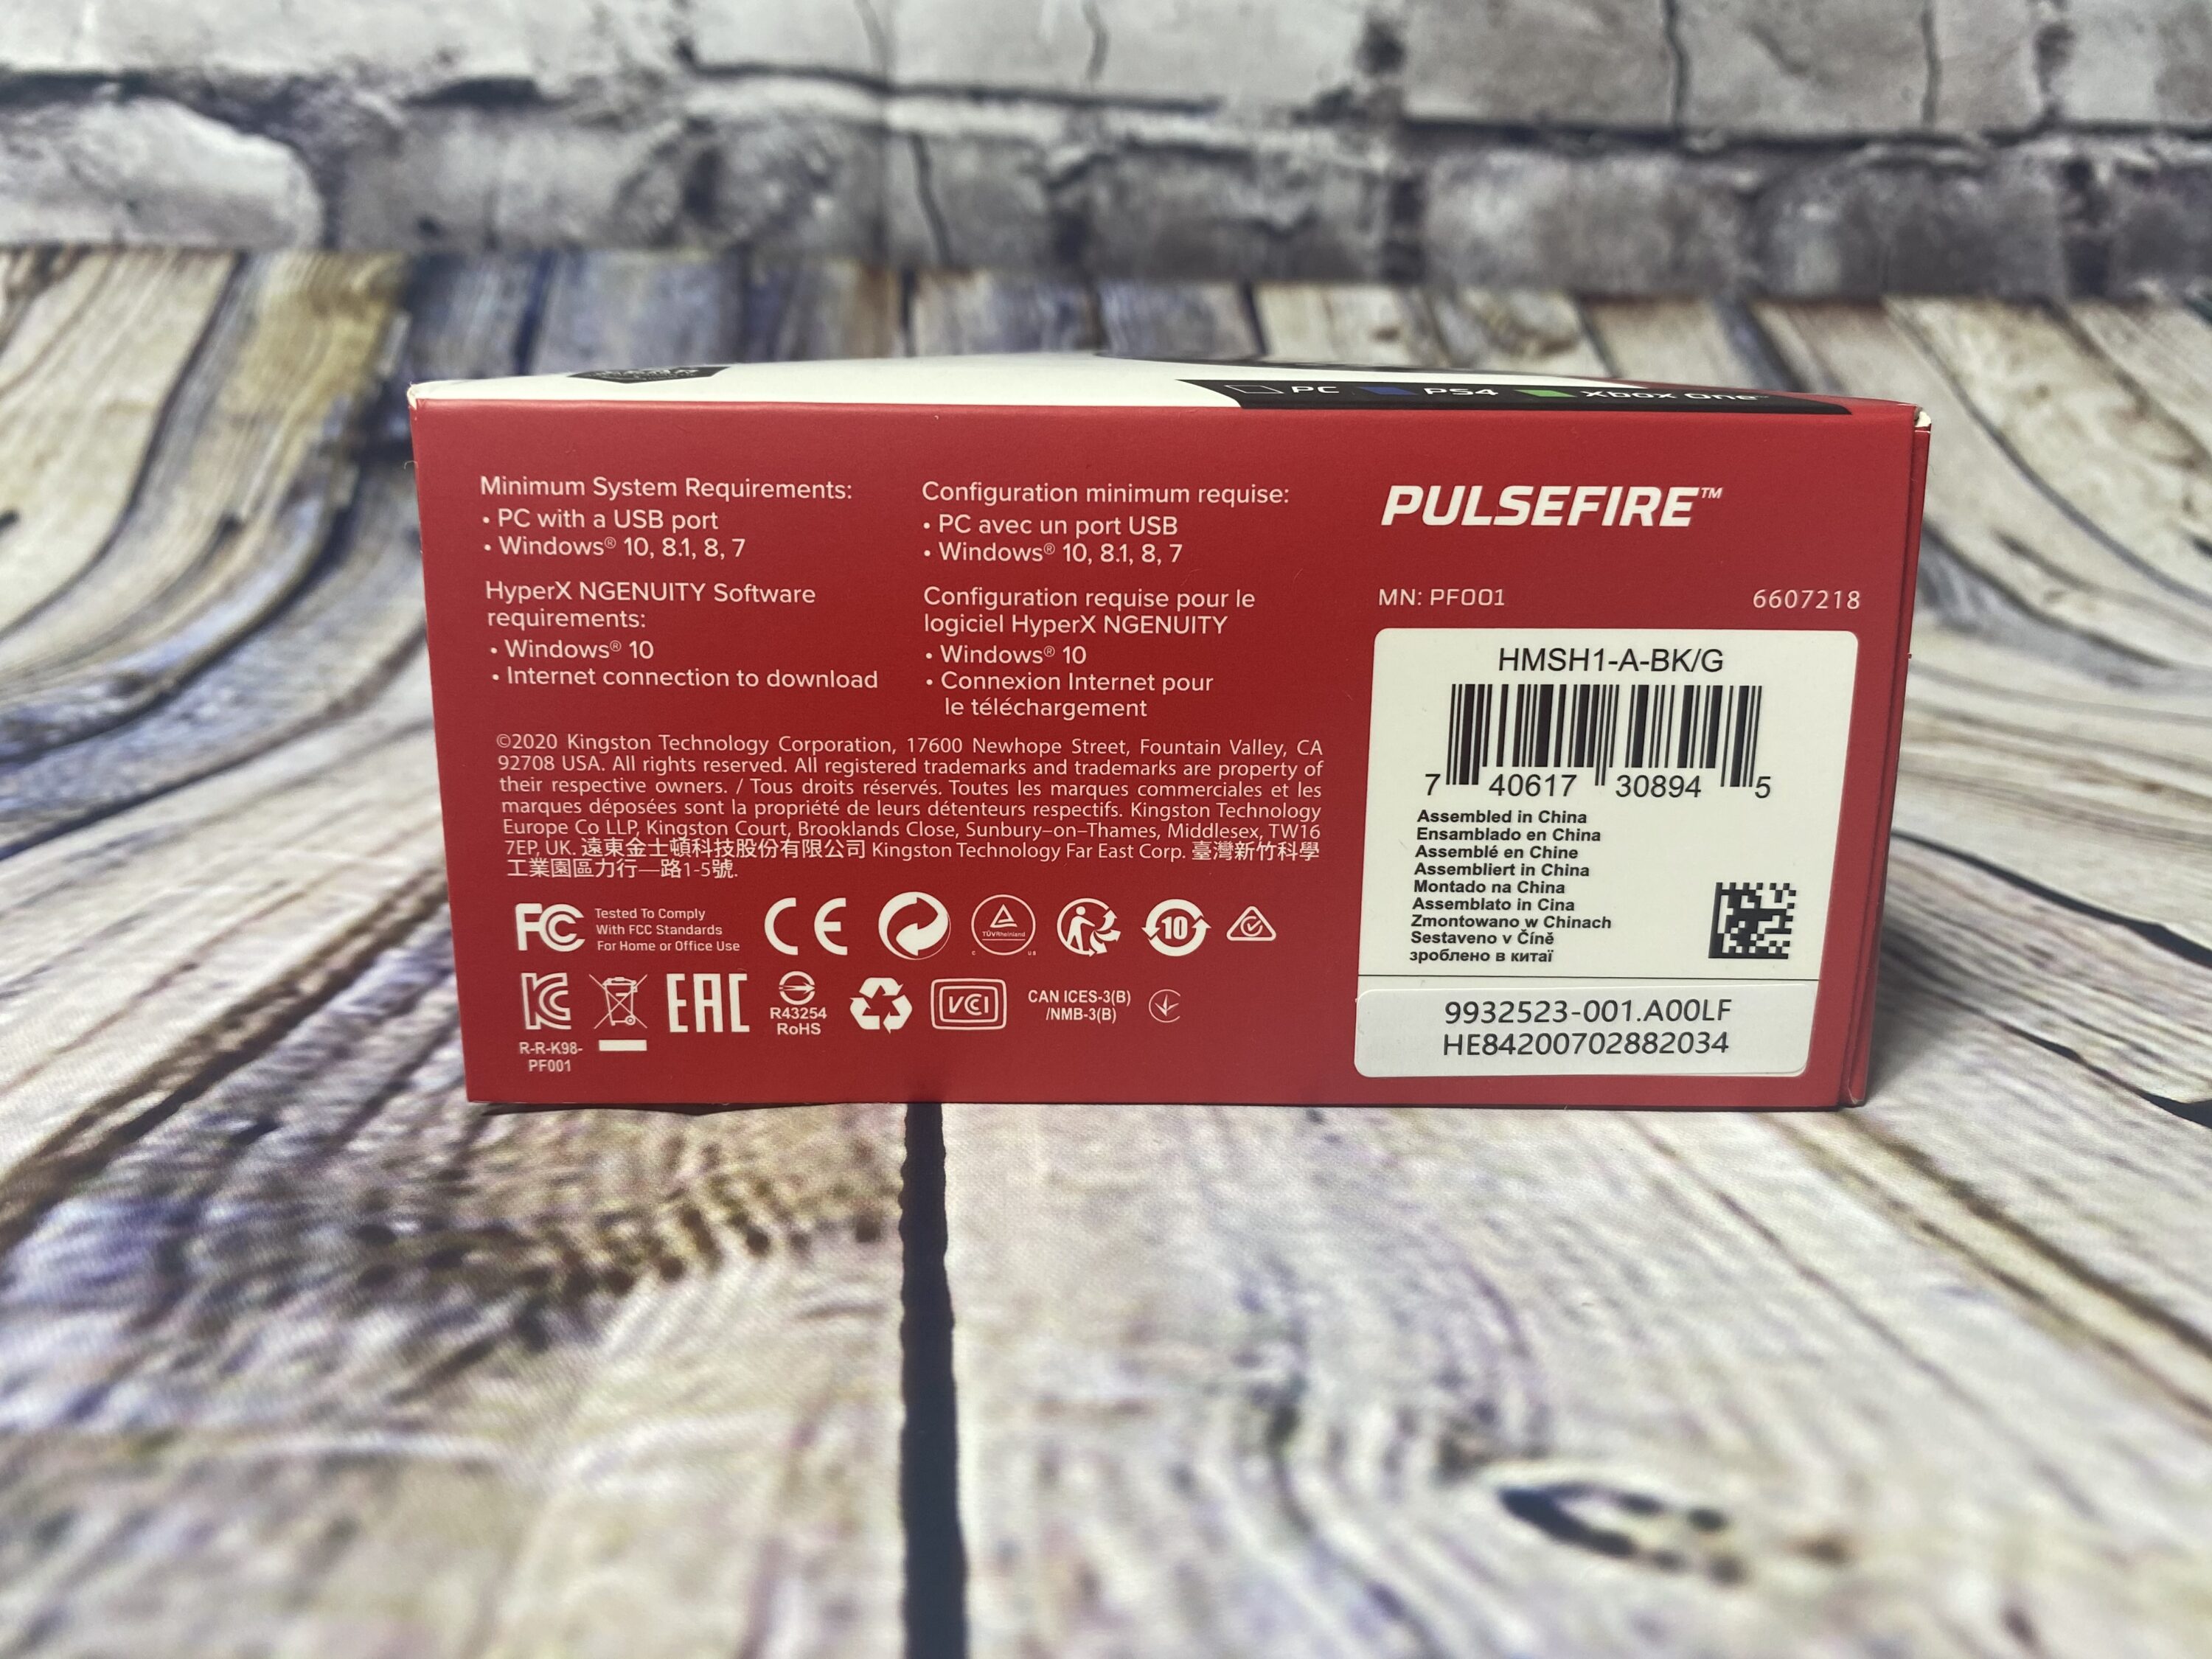 PC PS4 Xbox One™
Minimum System Requirements:
• PC with a USB port
• Windows® 10, 8.1, 8, 7
HyperX NGENUITY Software
requirements:
• Windows® 10
• Internet connection to download
Configuration minimum requise:
• PC avec un port USB
• Windows® 10, 8.1, 8, 7
Configuration requise pour le
logiciel HyperX NGENUITY
• Windows® 10
• Connexion Internet pour
le téléchargement
©2020 Kingston Technology Corporation, 17600 Newhope Street, Fountain Valley, CA
92708 USA. All rights reserved. All registered trademarks and trademarks are property of
their respective owners. / Tous droits réservés. Toutes les marques commerciales et les
marques déposées sont la propriété de leurs détenteurs respectifs. Kingston Technology
Europe Co LLP, Kingston Court, Brooklands Close, Sunbury–on–Thames, Middlesex, TW16
7EP, UK. 遠東金士頓科技股份有限公司 Kingston Technology Far East Corp. 臺灣新竹科學
工業園區力行一路1-5號.
FC
Tested To Comply
With FCC Standards
For Home or Office Use
CE
TÜVRheinland
C US
10
KC
R-R-K98-
PF001
EAC
R43254
RoHS
VCI
CAN ICES-3(B)
/NMB-3(B)
PULSEFIRE™
MN: PF001 6607218
HMSH1-A-BK/G
7 40617 30894 5
Assembled in China
Ensamblado en China
Assemblé en Chine
Assembliert in China
Montado na China
Assemblato in Cina
Zmontowano w Chinach
Sestaveno v Číně
зроблено в китаї
9932523-001.A00LF
HE84200702882034